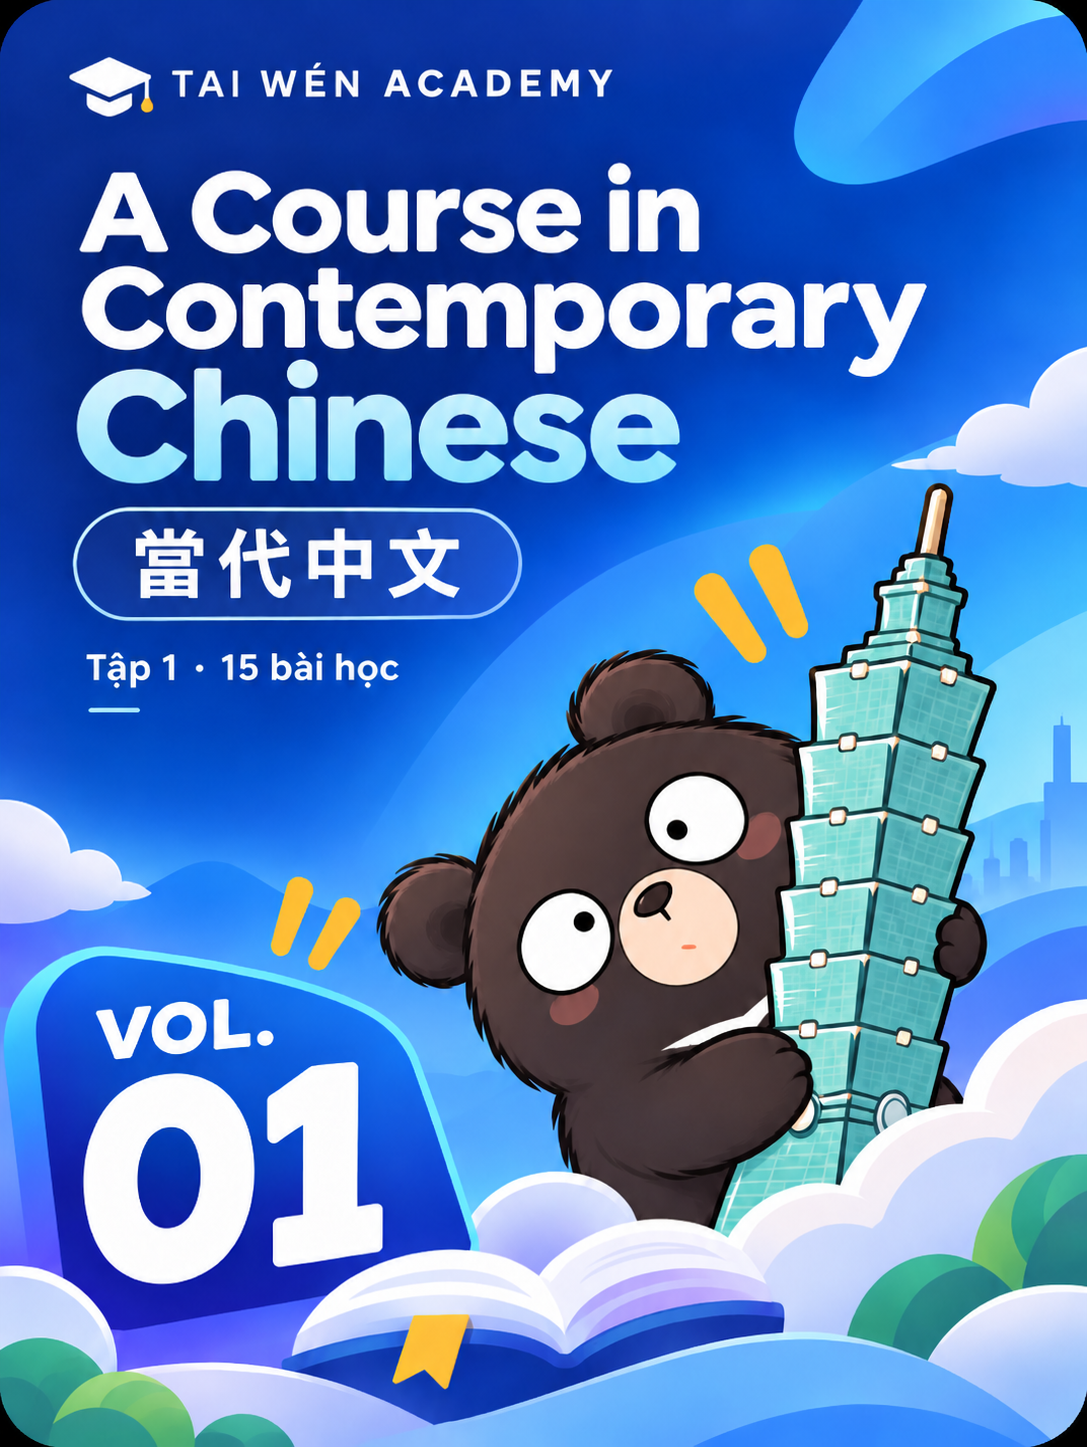 TAI WÉN ACADEMY
A Course in
Contemporary
Chinese
當代中文
Tập 1 · 15 bài học
VOL.
01